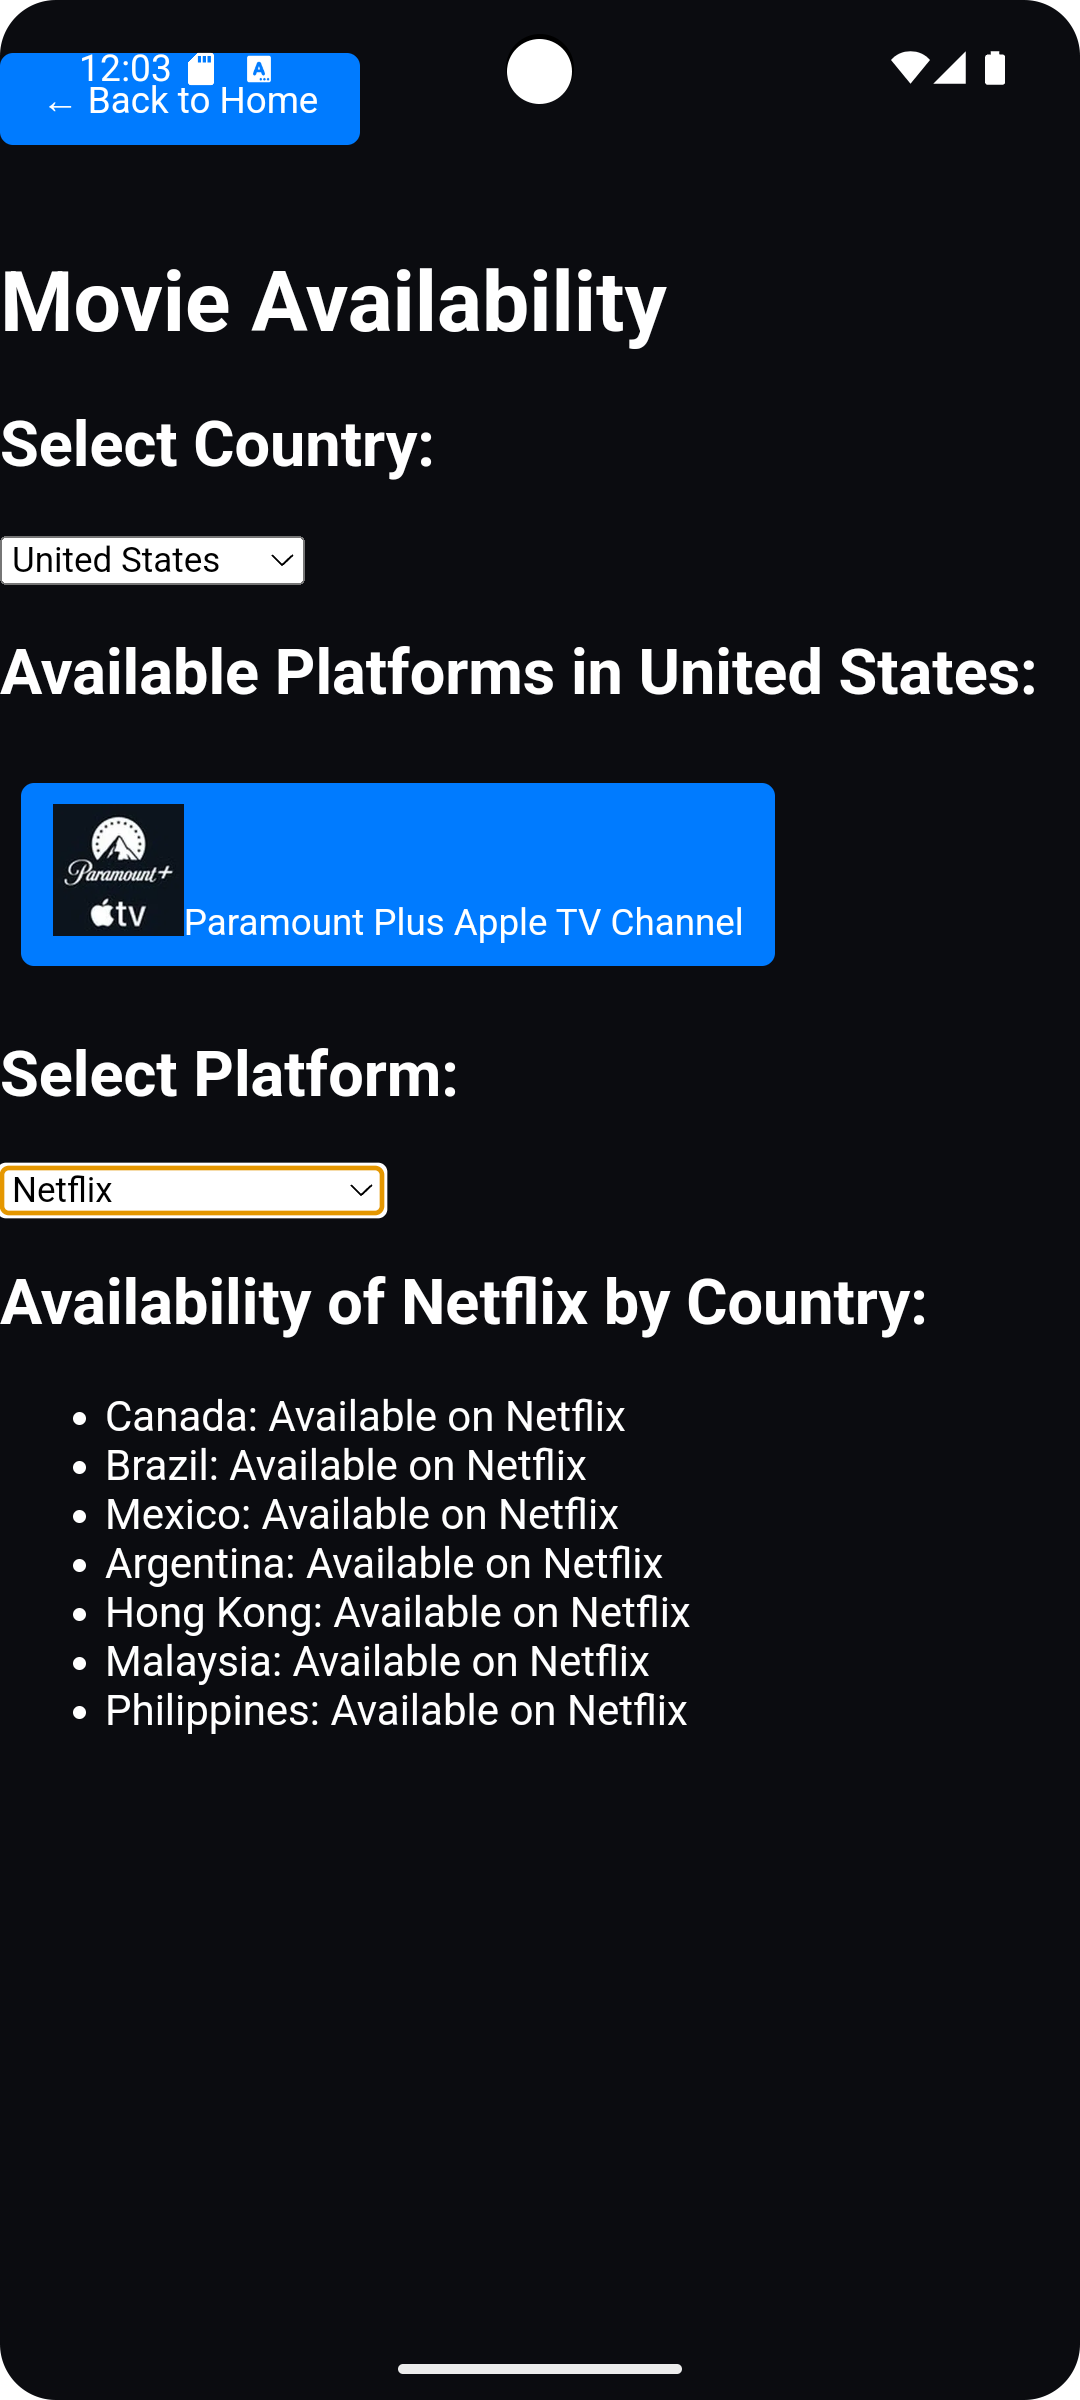 12:03
← Back to Home
Movie Availability
Select Country:
United States
Available Platforms in United States:
Paramount+
tv
Paramount Plus Apple TV Channel
Select Platform:
Netflix
Availability of Netflix by Country:
• Canada: Available on Netflix
• Brazil: Available on Netflix
• Mexico: Available on Netflix
• Argentina: Available on Netflix
• Hong Kong: Available on Netflix
• Malaysia: Available on Netflix
• Philippines: Available on Netflix